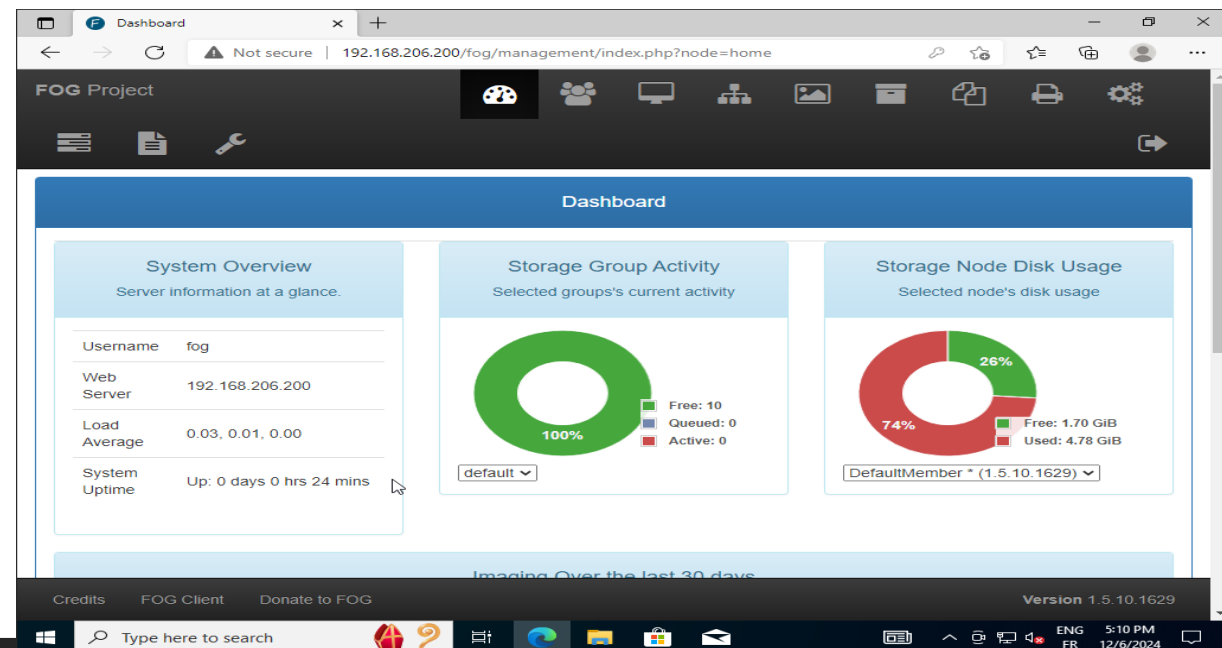 Dashboard
Not secure | 192.168.206.200/fog/management/index.php?node=home
FOG Project
Dashboard
System Overview
Server information at a glance.
Username fog
Web Server 192.168.206.200
Load Average 0.03, 0.01, 0.00
System Uptime Up: 0 days 0 hrs 24 mins
Storage Group Activity
Selected groups's current activity
100%
Free: 10
Queued: 0
Active: 0
default
Storage Node Disk Usage
Selected node's disk usage
26%
74%
Free: 1.70 GiB
Used: 4.78 GiB
DefaultMember * (1.5.10.1629)
Imaging Over the last 30 days
Credits FOG Client Donate to FOG Version 1.5.10.1629
Type here to search
ENG 5:10 PM
FR 12/6/2024